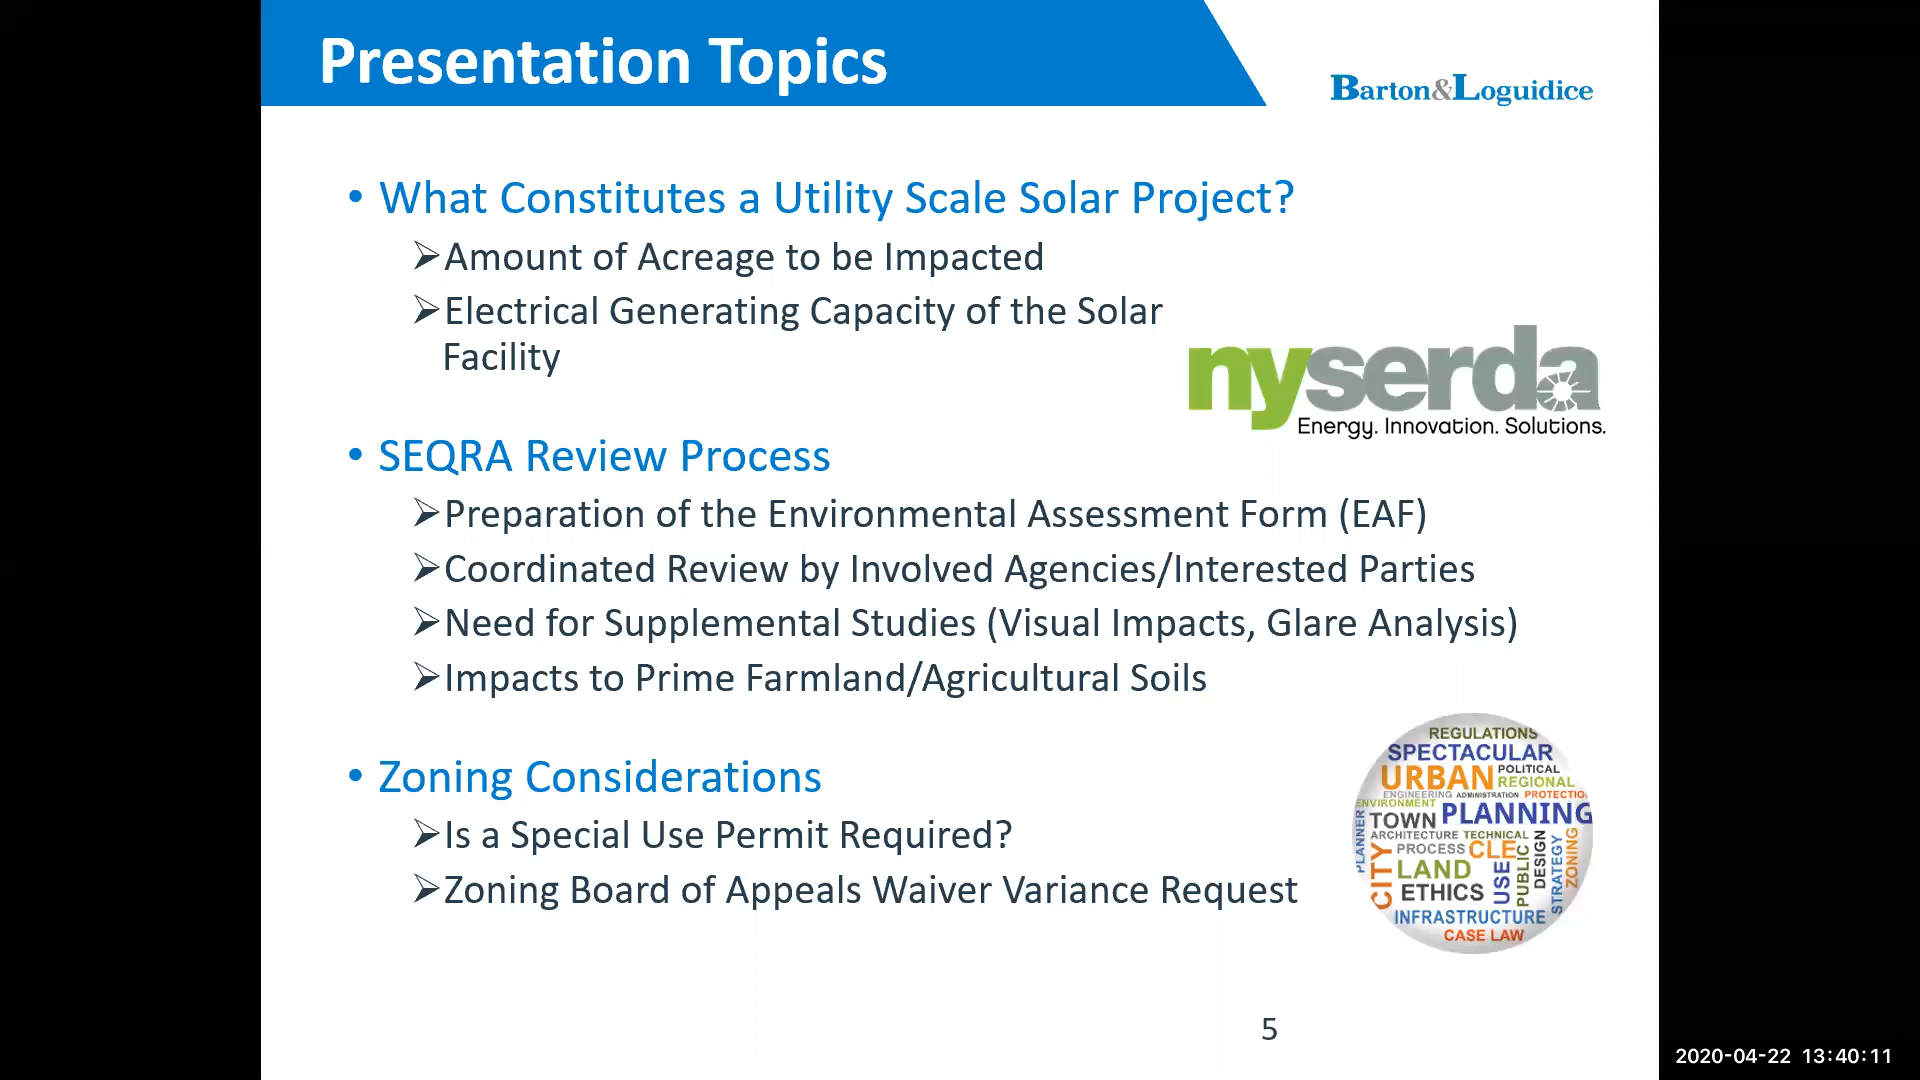 Presentation Topics
Barton&Loguidice
• What Constitutes a Utility Scale Solar Project?
➢Amount of Acreage to be Impacted
➢Electrical Generating Capacity of the Solar
Facility
nyserda
Energy. Innovation. Solutions.
• SEQRA Review Process
➢Preparation of the Environmental Assessment Form (EAF)
➢Coordinated Review by Involved Agencies/Interested Parties
➢Need for Supplemental Studies (Visual Impacts, Glare Analysis)
➢Impacts to Prime Farmland/Agricultural Soils
• Zoning Considerations
➢Is a Special Use Permit Required?
➢Zoning Board of Appeals Waiver Variance Request
REGULATIONS
SPECTACULAR
URBAN
POLITICAL
REGIONAL
ENGINEERING ADMINISTRATION PROTECTIO
ENVIRONMENT
PLANNING
TOWN
ARCHITECTURE TECHNICAL
PROCESS
CLE
PLANNER
CITY
LAND
ETHICS
USE
PUBLIC
DESIGN
STRATEGY
ZONING
INFRASTRUCTURE
CASE LAW
5
2020-04-22 13:40:11